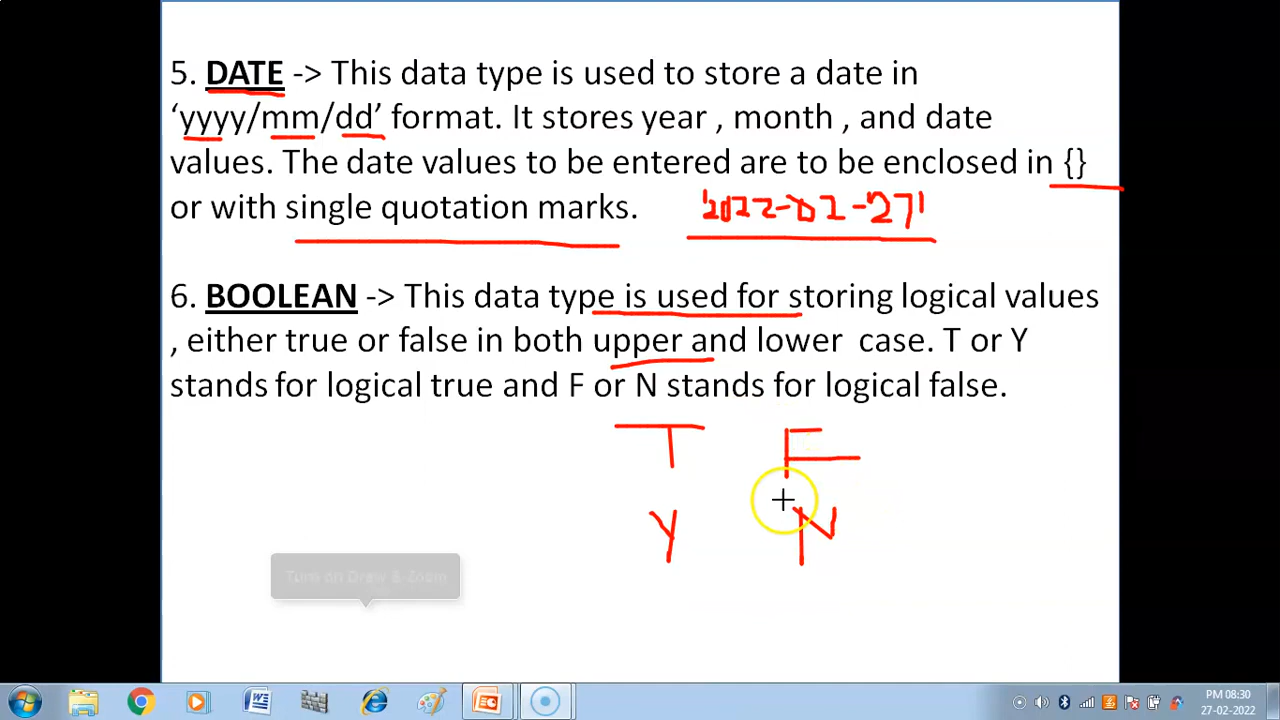 5. DATE -> This data type is used to store a date in
‘yyyy/mm/dd’ format. It stores year , month , and date
values. The date values to be entered are to be enclosed in {}
or with single quotation marks. '2022-02-27'
6. BOOLEAN -> This data type is used for storing logical values
, either true or false in both upper and lower case. T or Y
stands for logical true and F or N stands for logical false.
T F
Y N
Turn on Draw & Zoom
PM 08:30
27-02-2022